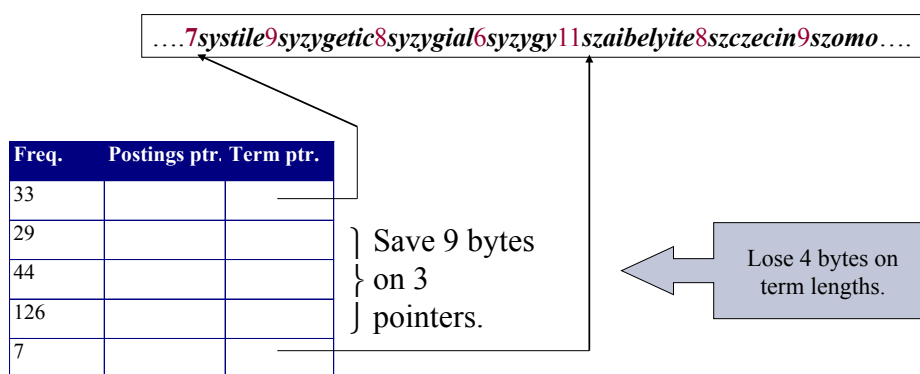 ….7systile9syzygetic8syzygial6syzygy11szaibelyite8szczecin9szomo….
Freq. Postings ptr. Term ptr.
33
29
44
126
7
Save 9 bytes
on 3
pointers.
Lose 4 bytes on
term lengths.